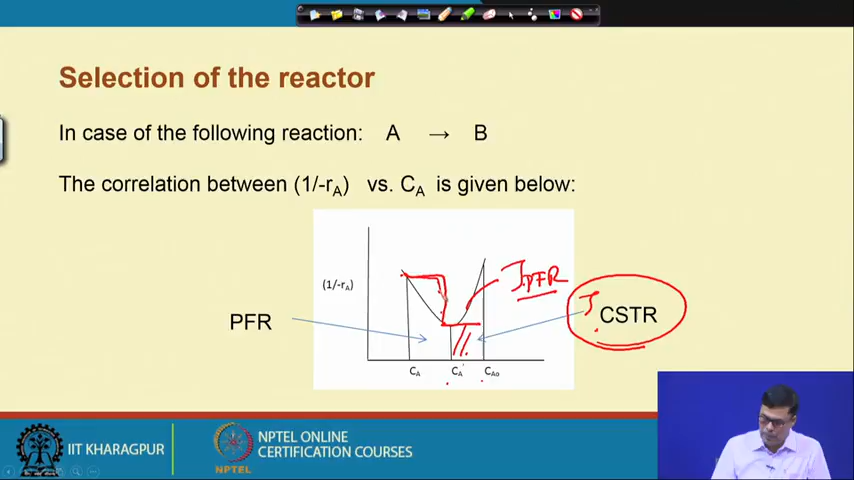 Selection of the reactor
In case of the following reaction: A → B
The correlation between (1/-rA) vs. CA is given below:
(1/-rA)
τPFR
τ
CSTR
PFR
CA
CA'
CAo
IIT KHARAGPUR
NPTEL
NPTEL ONLINE
CERTIFICATION COURSES